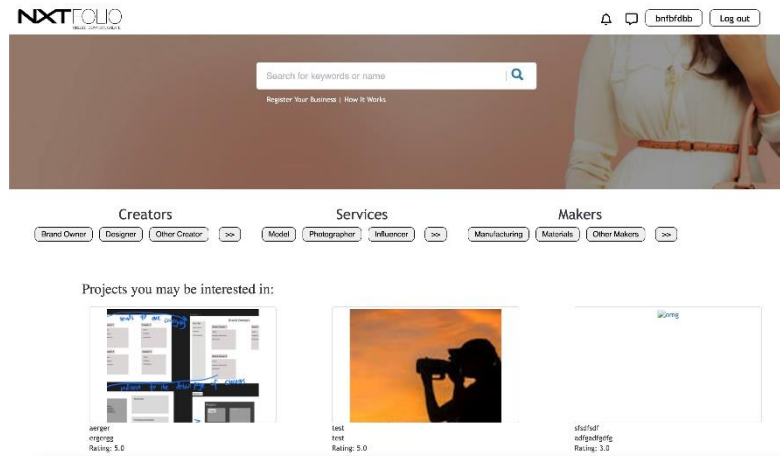 NXTFOLIO
bnfbfdbb
Log out
Search for keywords or name
Register Your Business | How It Works
Creators
Services
Makers
Brand Owner
Designer
Other Creator
>>
Model
Photographer
Influencer
>>
Manufacturing
Materials
Other Makers
>>
Projects you may be interested in:
omg
aerger
ergergg
Rating: 5.0
test
test
Rating: 5.0
sfsdfsdf
adfgadfgdfg
Rating: 3.0